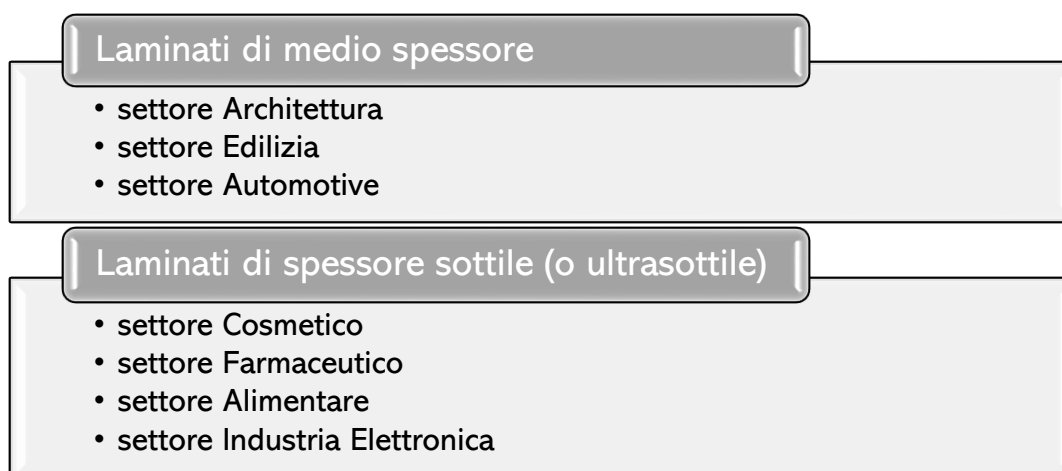 Laminati di medio spessore
• settore Architettura
• settore Edilizia
• settore Automotive
Laminati di spessore sottile (o ultrasottile)
• settore Cosmetico
• settore Farmaceutico
• settore Alimentare
• settore Industria Elettronica